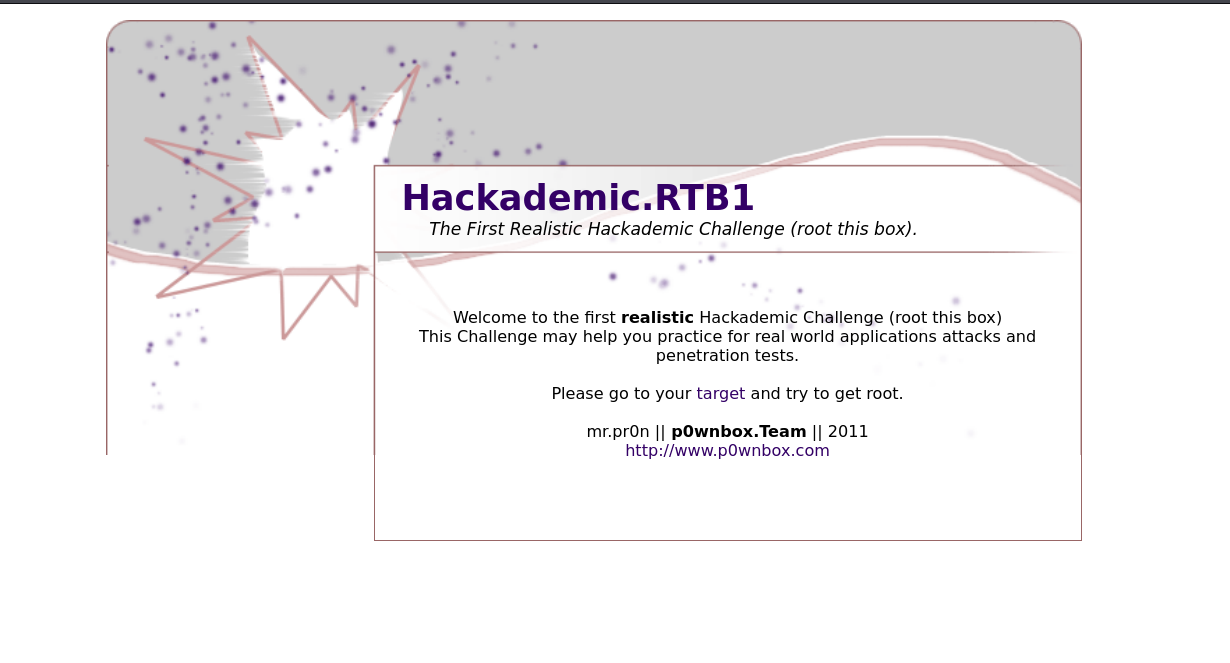 Hackademic.RTB1
The First Realistic Hackademic Challenge (root this box).
Welcome to the first realistic Hackademic Challenge (root this box)
This Challenge may help you practice for real world applications attacks and
penetration tests.
Please go to your target and try to get root.
mr.pr0n || p0wnbox.Team || 2011
http://www.p0wnbox.com